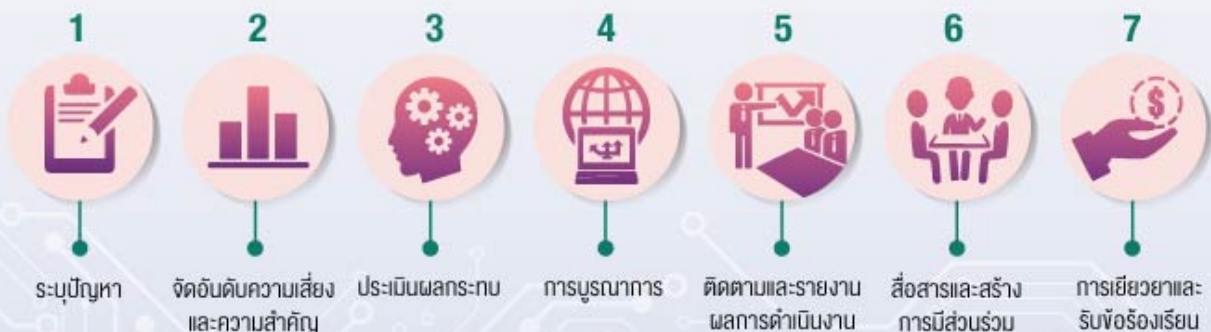 1 2 3 4 5 6 7
$
ระบุปัญหา
จัดอันดับความเสี่ยง
และความสำคัญ
ประเมินผลกระทบ
การบูรณาการ
ติดตามและรายงาน
ผลการดำเนินงาน
สื่อสารและสร้าง
การมีส่วนร่วม
การเยียวยาและ
รับข้อร้องเรียน